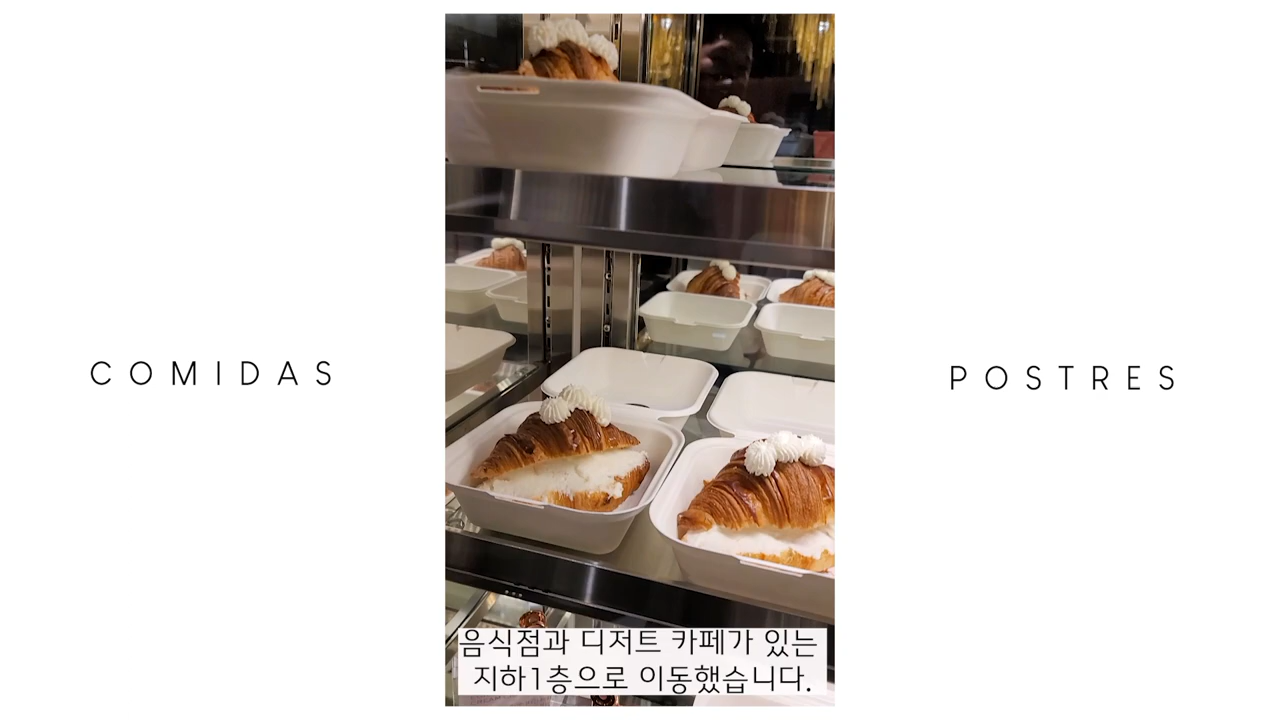 COMIDAS
POSTRES
음식점과 디저트 카페가 있는
지하1층으로 이동했습니다.